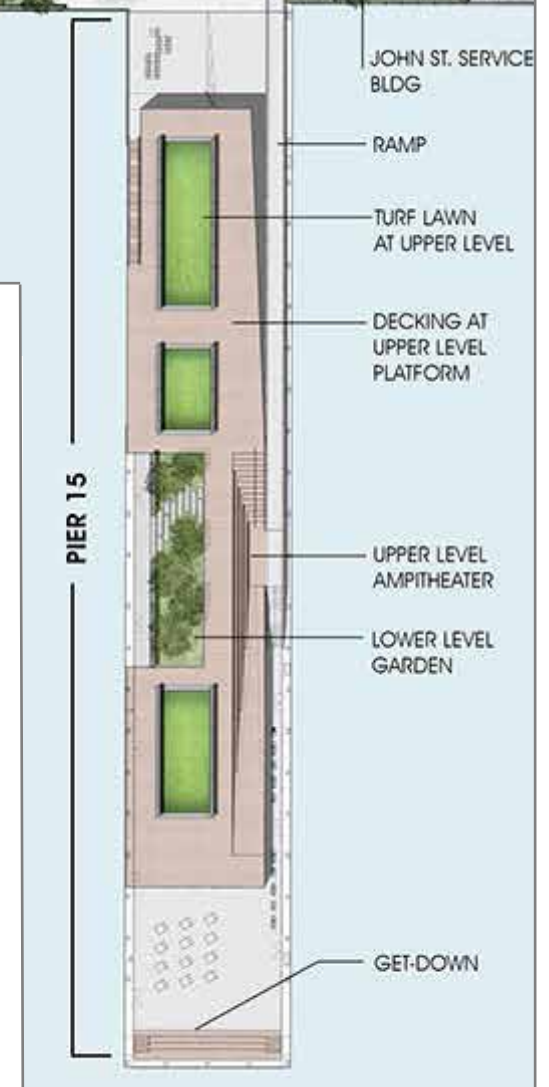 JOHN ST. SERVICE
BLDG
RAMP
TURF LAWN
AT UPPER LEVEL
DECKING AT
UPPER LEVEL
PLATFORM
PIER 15
UPPER LEVEL
AMPITHEATER
LOWER LEVEL
GARDEN
GET-DOWN